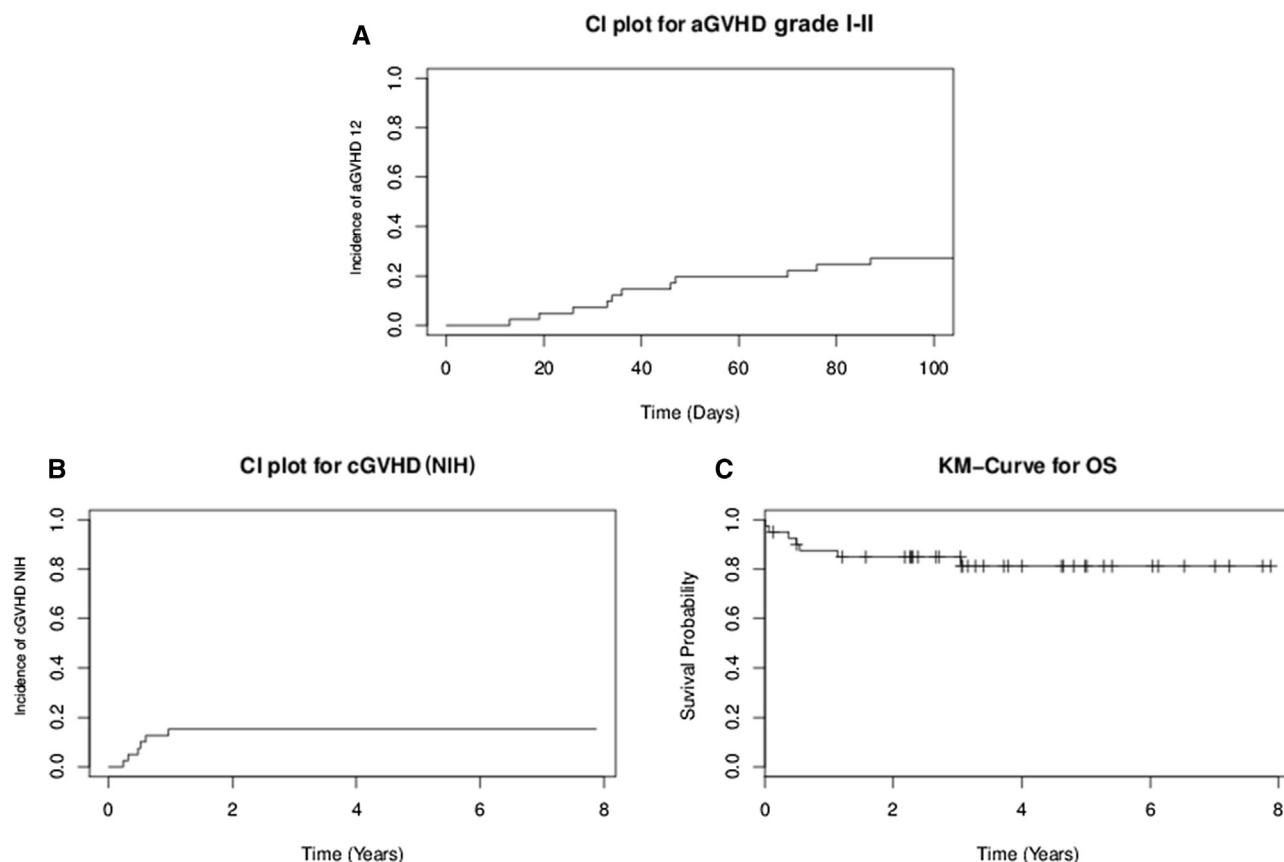 A
CI plot for aGVHD grade I-II
Incidence of aGVHD 12
0.0 0.2 0.4 0.6 0.8 1.0
0 20 40 60 80 100
Time (Days)
B
CI plot for cGVHD (NIH)
Incidence of cGVHD NIH
0.0 0.2 0.4 0.6 0.8 1.0
0 2 4 6 8
Time (Years)
C
KM-Curve for OS
Suvival Probability
0.0 0.2 0.4 0.6 0.8 1.0
0 2 4 6 8
Time (Years)